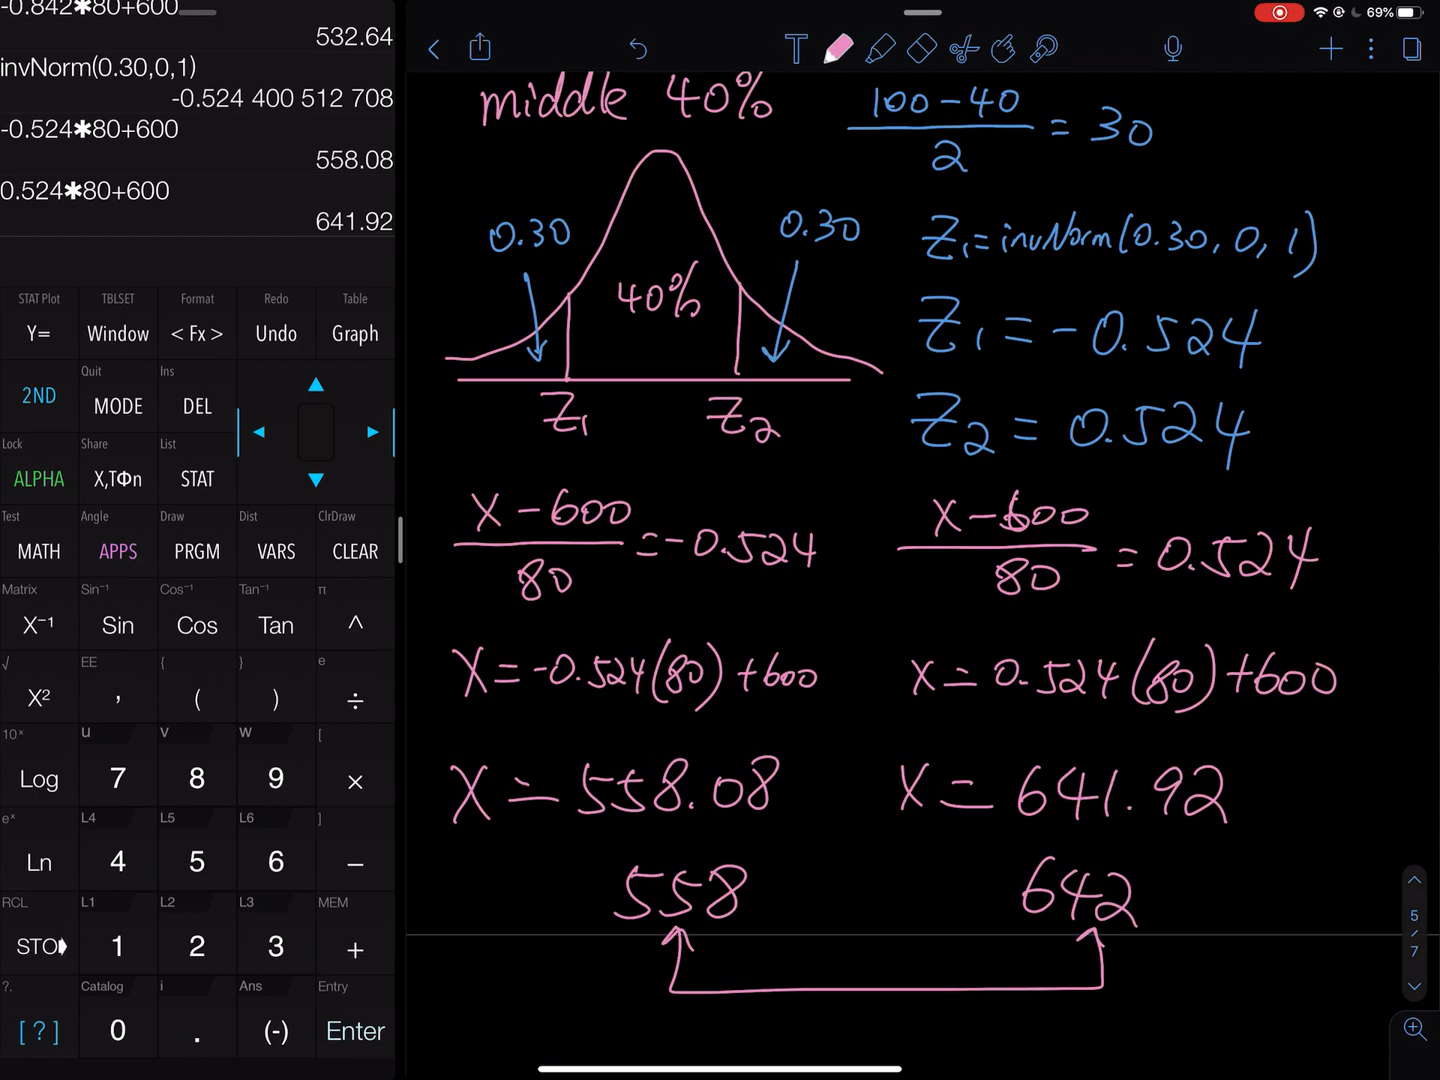 -0.842✱80+600
532.64
invNorm(0.30,0,1)
-0.524 400 512 708
-0.524✱80+600
558.08
0.524✱80+600
641.92
STAT Plot TBLSET Format Redo Table
Y= Window < Fx > Undo Graph
Quit Ins
2ND MODE DEL
Lock Share List
ALPHA X,TΦn STAT
Test Angle Draw Dist ClrDraw
MATH APPS PRGM VARS CLEAR
Matrix Sin⁻¹ Cos⁻¹ Tan⁻¹ π
X⁻¹ Sin Cos Tan ^
√ EE { } e
X² , ( ) ÷
10ˣ u v w [
Log 7 8 9 ×
eˣ L4 L5 L6 ]
Ln 4 5 6 −
RCL L1 L2 L3 MEM
STO 1 2 3 +
?. Catalog i Ans Entry
[ ? ] 0 . (-) Enter
69%
T
middle 40%
100 - 40
= 30
2
0.30 0.30
40%
Z₁ Z₂
Z₁ = invNorm(0.30, 0, 1)
Z₁ = -0.524
Z₂ = 0.524
X - 600
= -0.524
80
X - 600
= 0.524
80
X = -0.524(80) + 600
X = 0.524(80) + 600
X = 558.08
X = 641.92
558 642
5
/
7